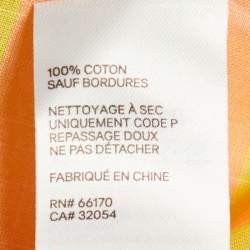 100% COTON
SAUF BORDURES
NETTOYAGE À SEC
UNIQUEMENT CODE P
REPASSAGE DOUX
NE PAS DÉTACHER
FABRIQUÉ EN CHINE
RN# 66170
CA# 32054